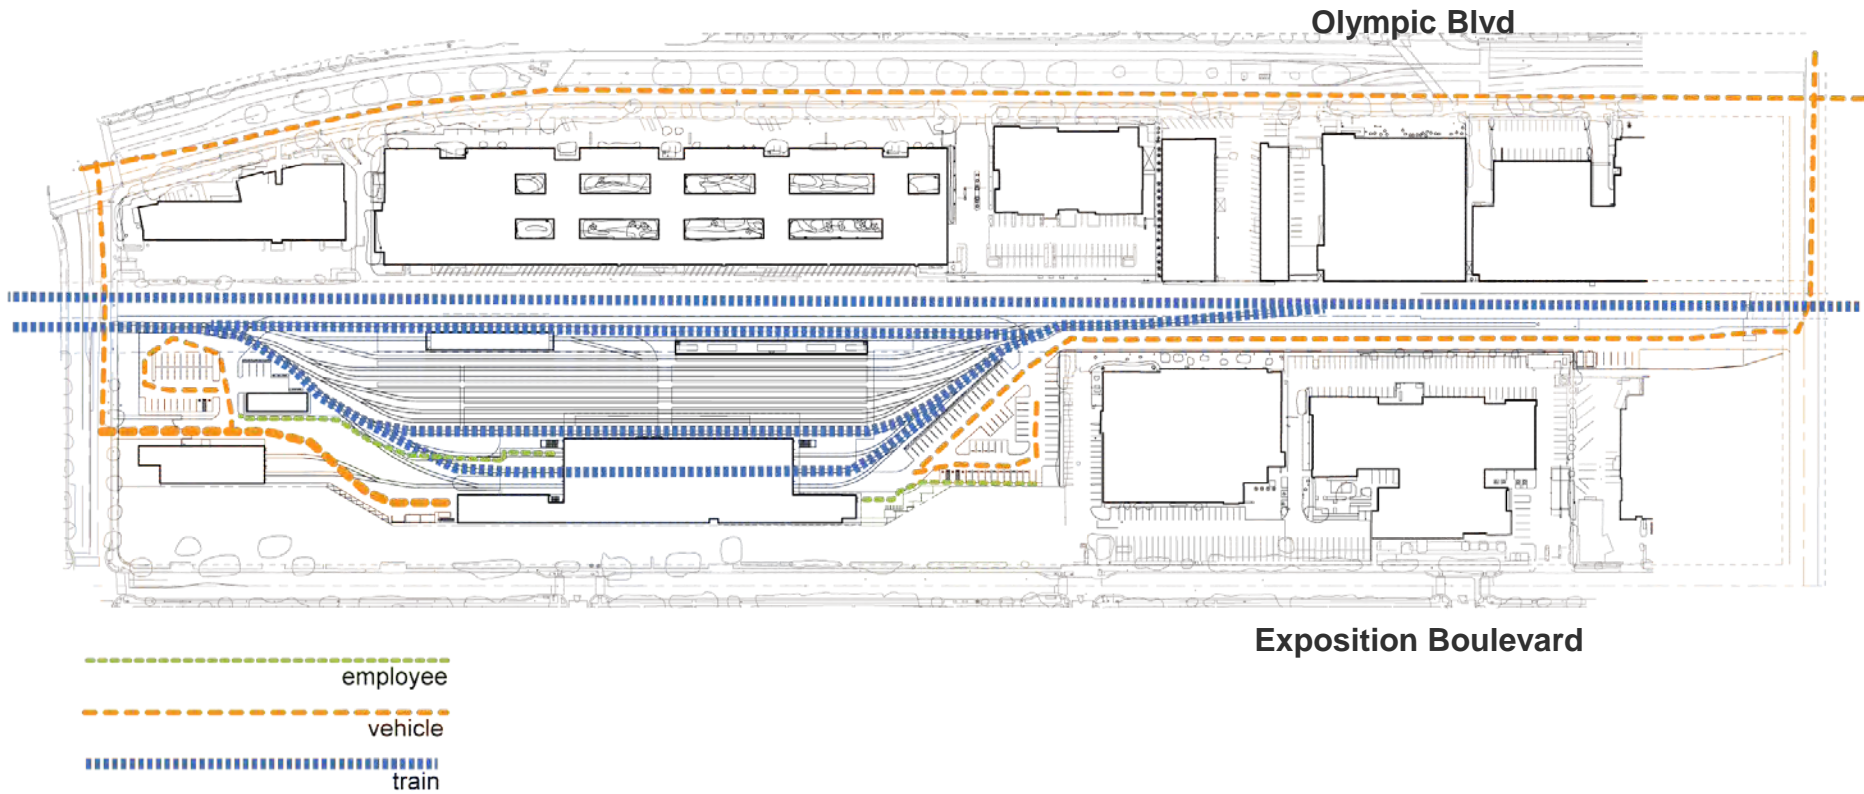 Olympic Blvd
Exposition Boulevard
employee
vehicle
train